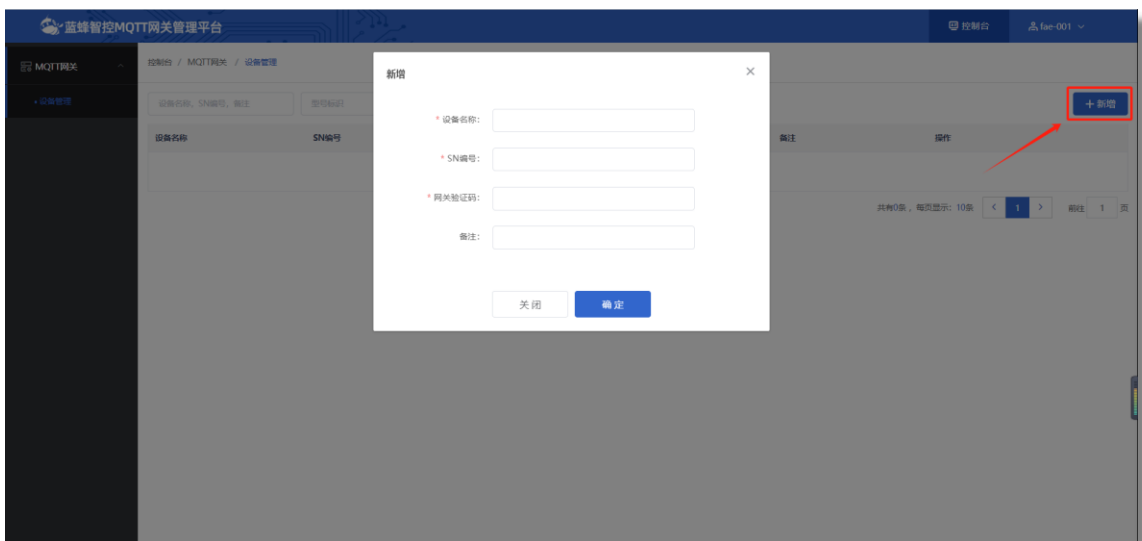 蓝蜂智控MQTT网关管理平台
控制台
fae-001
MQTT网关
控制台 / MQTT网关 / 设备管理
• 设备管理
设备名称、SN编号、备注
型号标识
+ 新增
设备名称
SN编号
备注
操作
新增
* 设备名称:
* SN编号:
* 网关验证码:
备注:
关闭
确定
共有0条,每页显示: 10条 < 1 > 前往 1 页